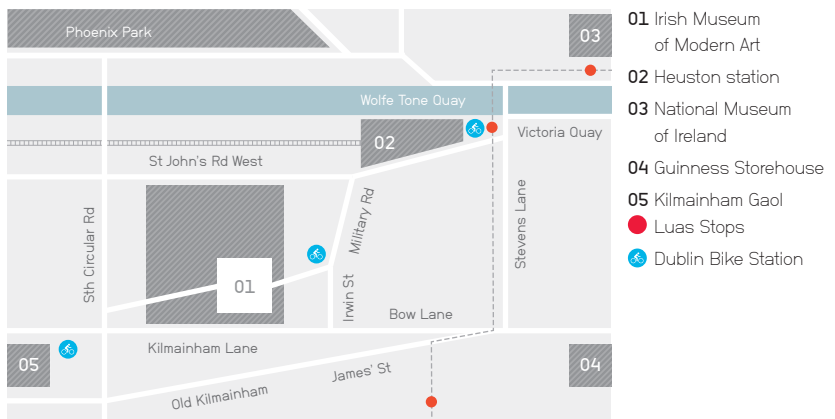 Phoenix Park
03
Wolfe Tone Quay
02
Victoria Quay
St John's Rd West
Sth Circular Rd
Military Rd
Stevens Lane
01
Irwin St
Bow Lane
Kilmainham Lane
05
James' St
04
Old Kilmainham
01 Irish Museum
of Modern Art
02 Heuston station
03 National Museum
of Ireland
04 Guinness Storehouse
05 Kilmainham Gaol
Luas Stops
Dublin Bike Station